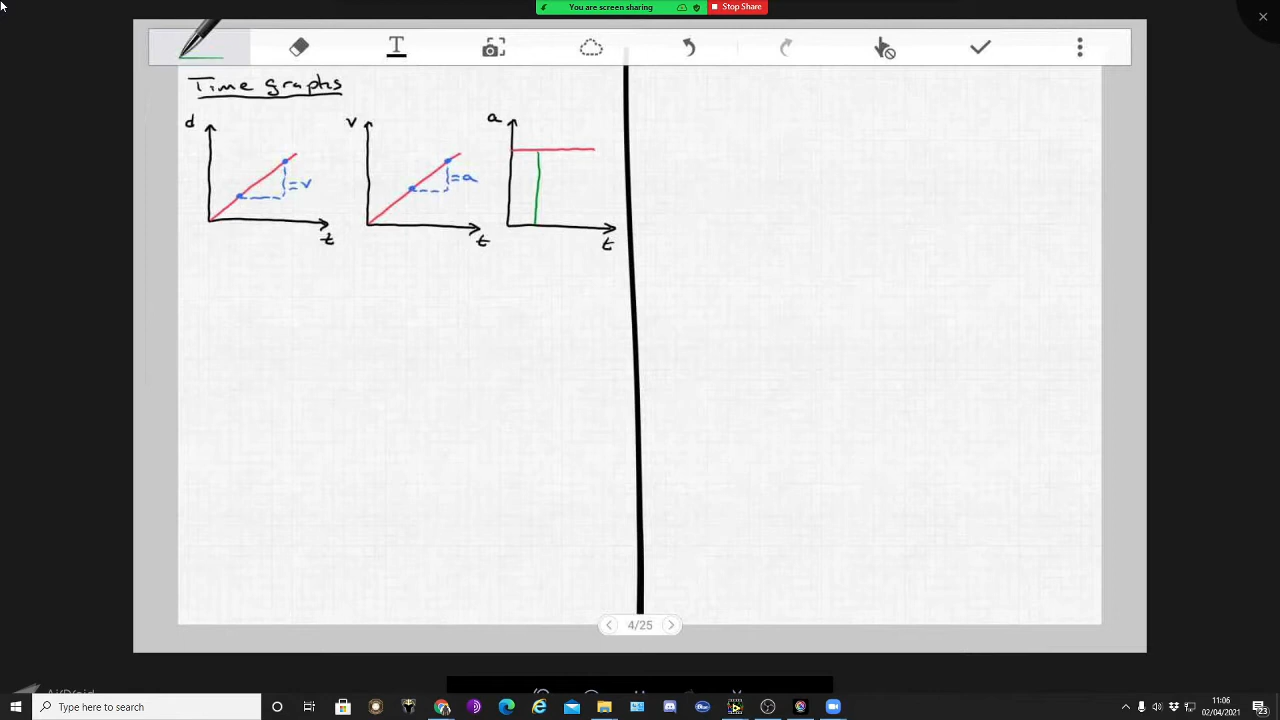 You are screen sharing
Stop Share
T
Time graphs
d
v
a
= v
= a
t
t
t
4/25
AirDroid
Type here to search
11:06
02/04/2021